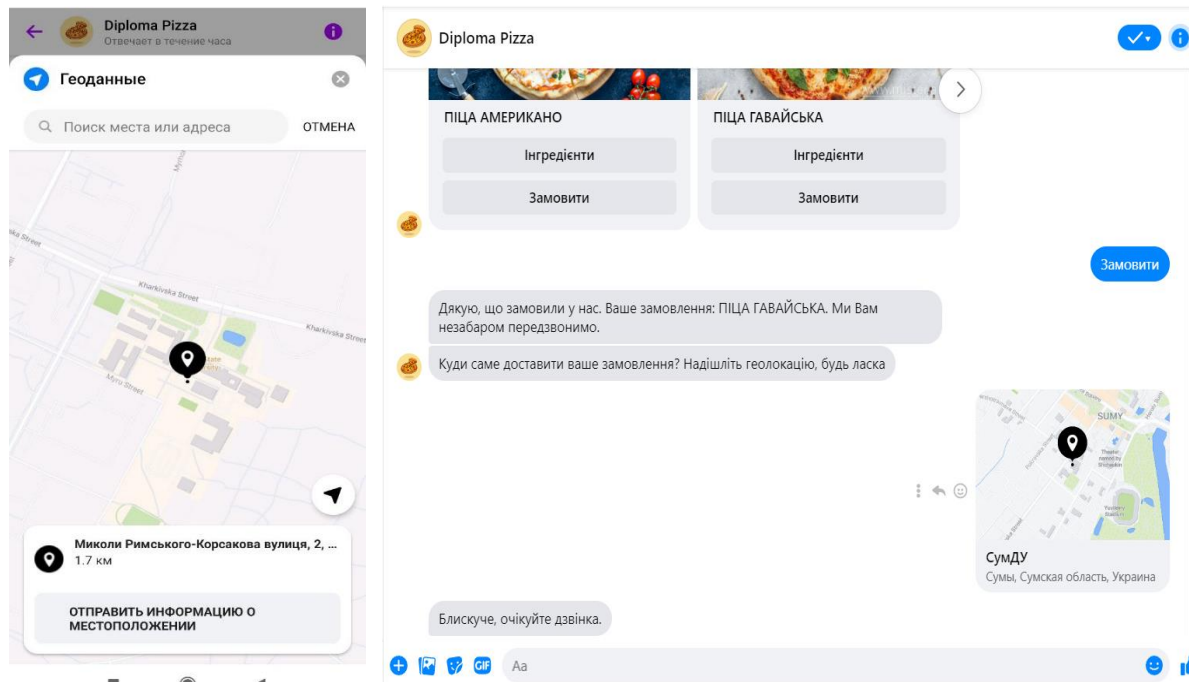 Diploma Pizza
Отвечает в течение часа
Геоданные
Поиск места или адреса
ОТМЕНА
Kharkivska Street
Kharkivska Street
Myru Street
Миколи Римського-Корсакова вулиця, 2, ...
1.7 км
ОТПРАВИТЬ ИНФОРМАЦИЮ О
МЕСТОПОЛОЖЕНИИ
Diploma Pizza
ПІЦА АМЕРИКАНО
ПІЦА ГАВАЙСЬКА
Інгредієнти
Інгредієнти
Замовити
Замовити
Замовити
Дякую, що замовили у нас. Ваше замовлення: ПІЦА ГАВАЙСЬКА. Ми Вам
незабаром передзвонимо.
Куди саме доставити ваше замовлення? Надішліть геолокацію, будь ласка
SUMY
СумДУ
Сумы, Сумская область, Украина
Блискуче, очікуйте дзвінка.
GIF
Aa